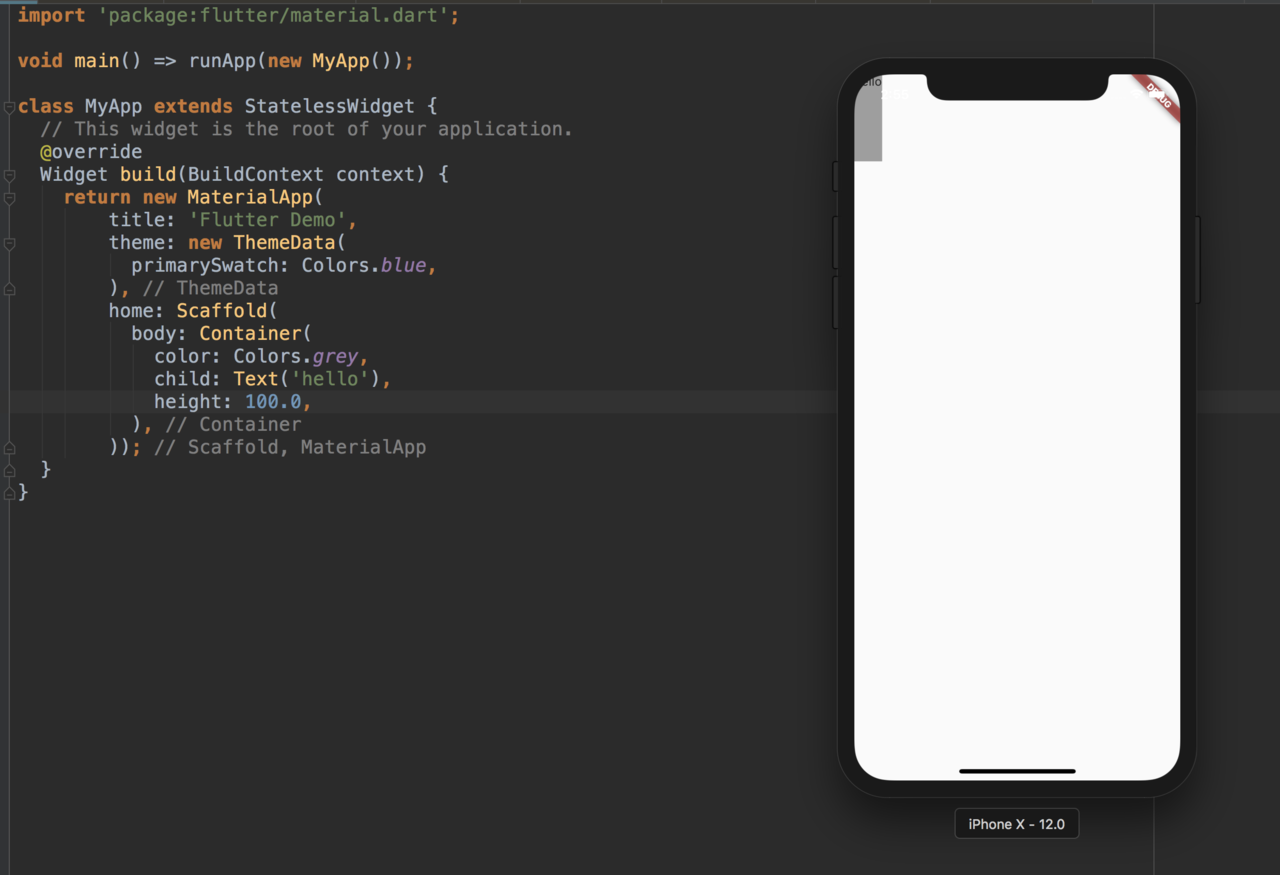 import 'package:flutter/material.dart';
void main() => runApp(new MyApp());
class MyApp extends StatelessWidget {
// This widget is the root of your application.
@override
Widget build(BuildContext context) {
return new MaterialApp(
title: 'Flutter Demo',
theme: new ThemeData(
primarySwatch: Colors.blue,
), // ThemeData
home: Scaffold(
body: Container(
color: Colors.grey,
child: Text('hello'),
height: 100.0,
), // Container
)); // Scaffold, MaterialApp
}
}
DEBUG
iPhone X - 12.0